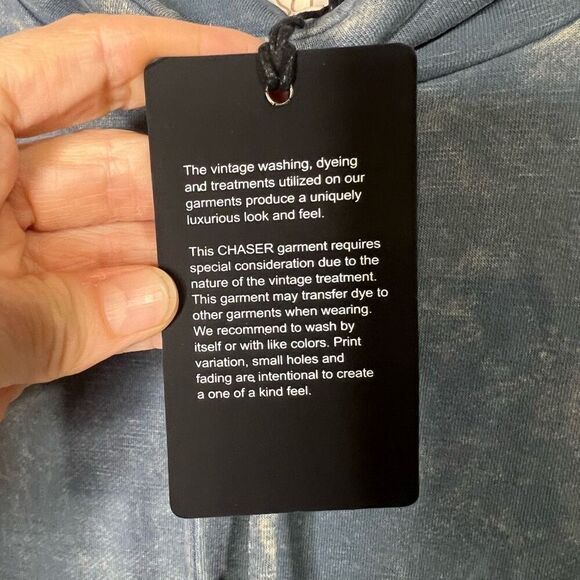 The vintage washing, dyeing
and treatments utilized on our
garments produce a uniquely
luxurious look and feel.
This CHASER garment requires
special consideration due to the
nature of the vintage treatment.
This garment may transfer dye to
other garments when wearing.
We recommend to wash by
itself or with like colors. Print
variation, small holes and
fading are intentional to create
a one of a kind feel.